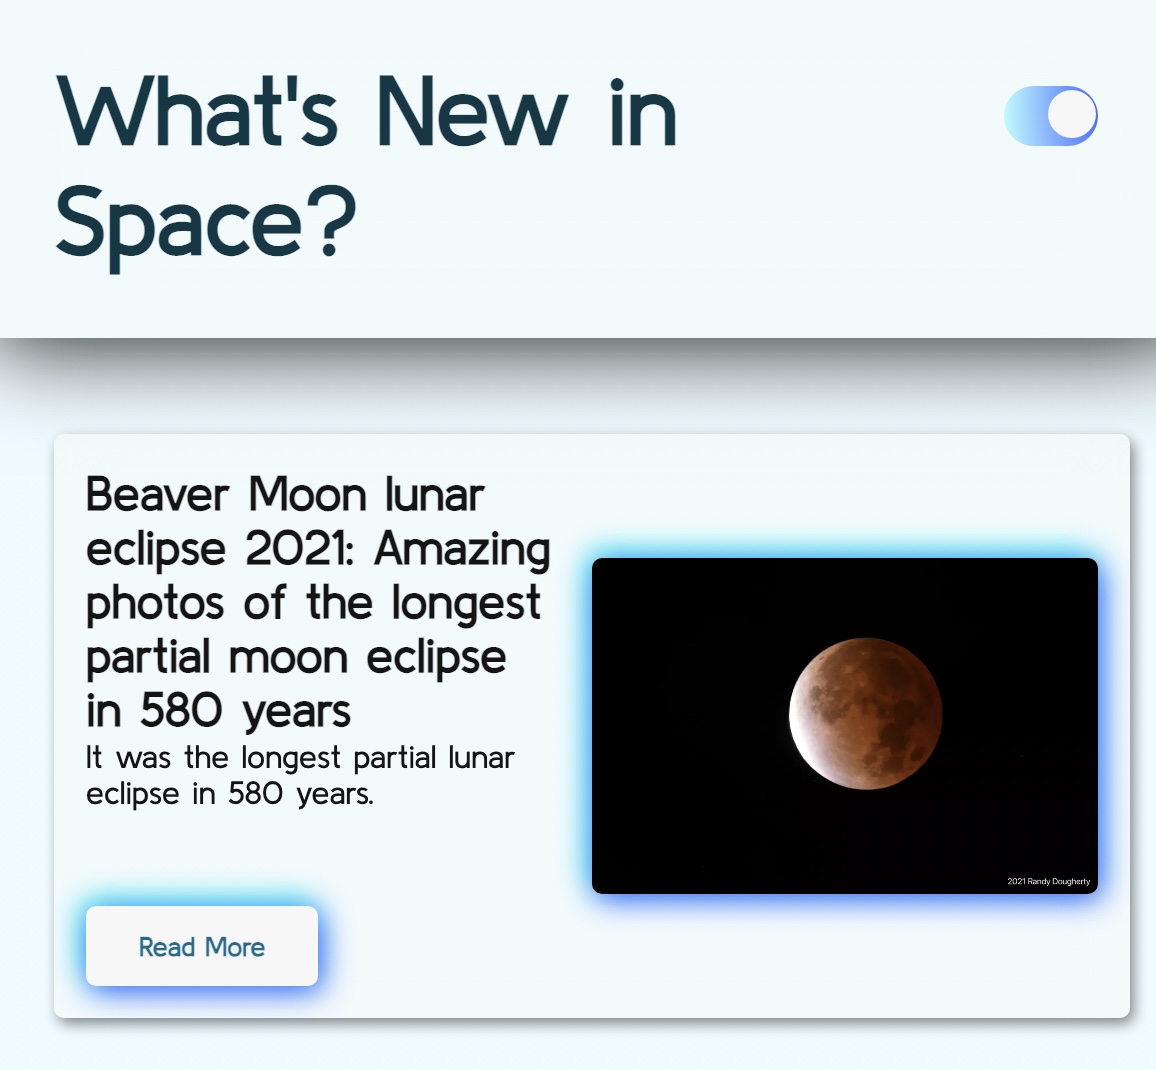 What's New in
Space?
Beaver Moon lunar
eclipse 2021: Amazing
photos of the longest
partial moon eclipse
in 580 years
It was the longest partial lunar
eclipse in 580 years.
2021 Randy Dougherty
Read More